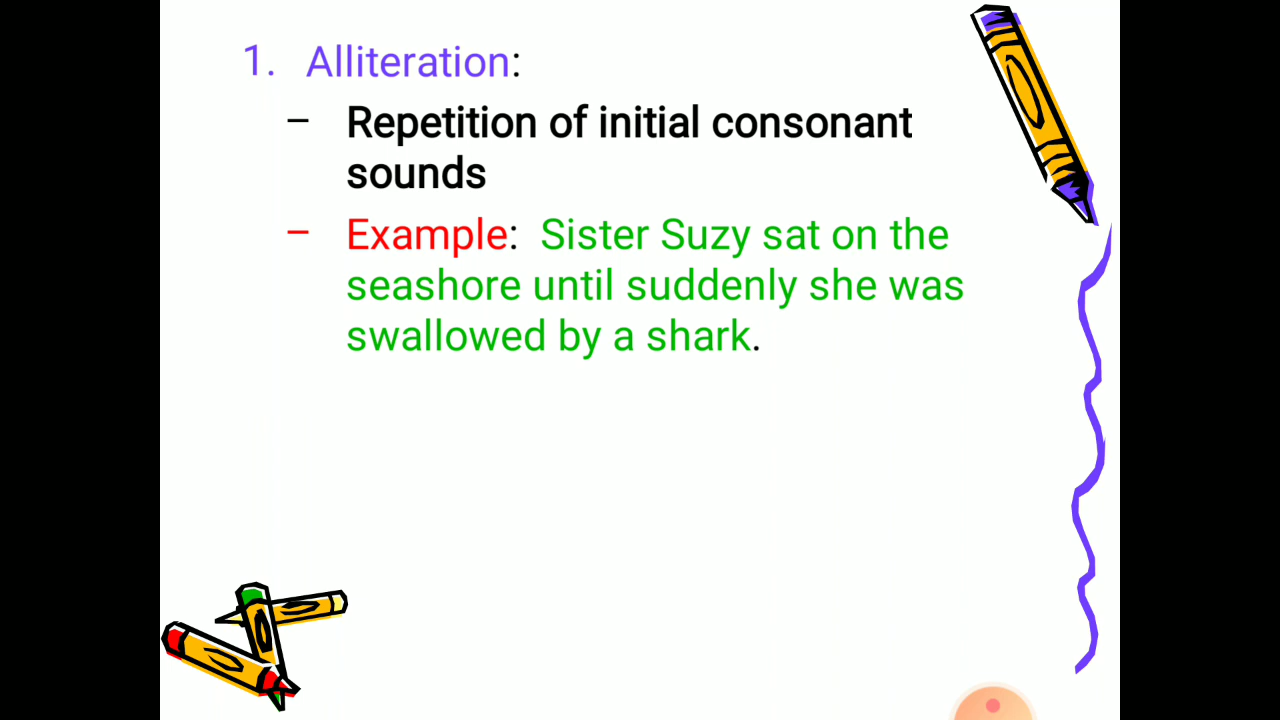 1. Alliteration:
– Repetition of initial consonant
sounds
– Example: Sister Suzy sat on the
seashore until suddenly she was
swallowed by a shark.